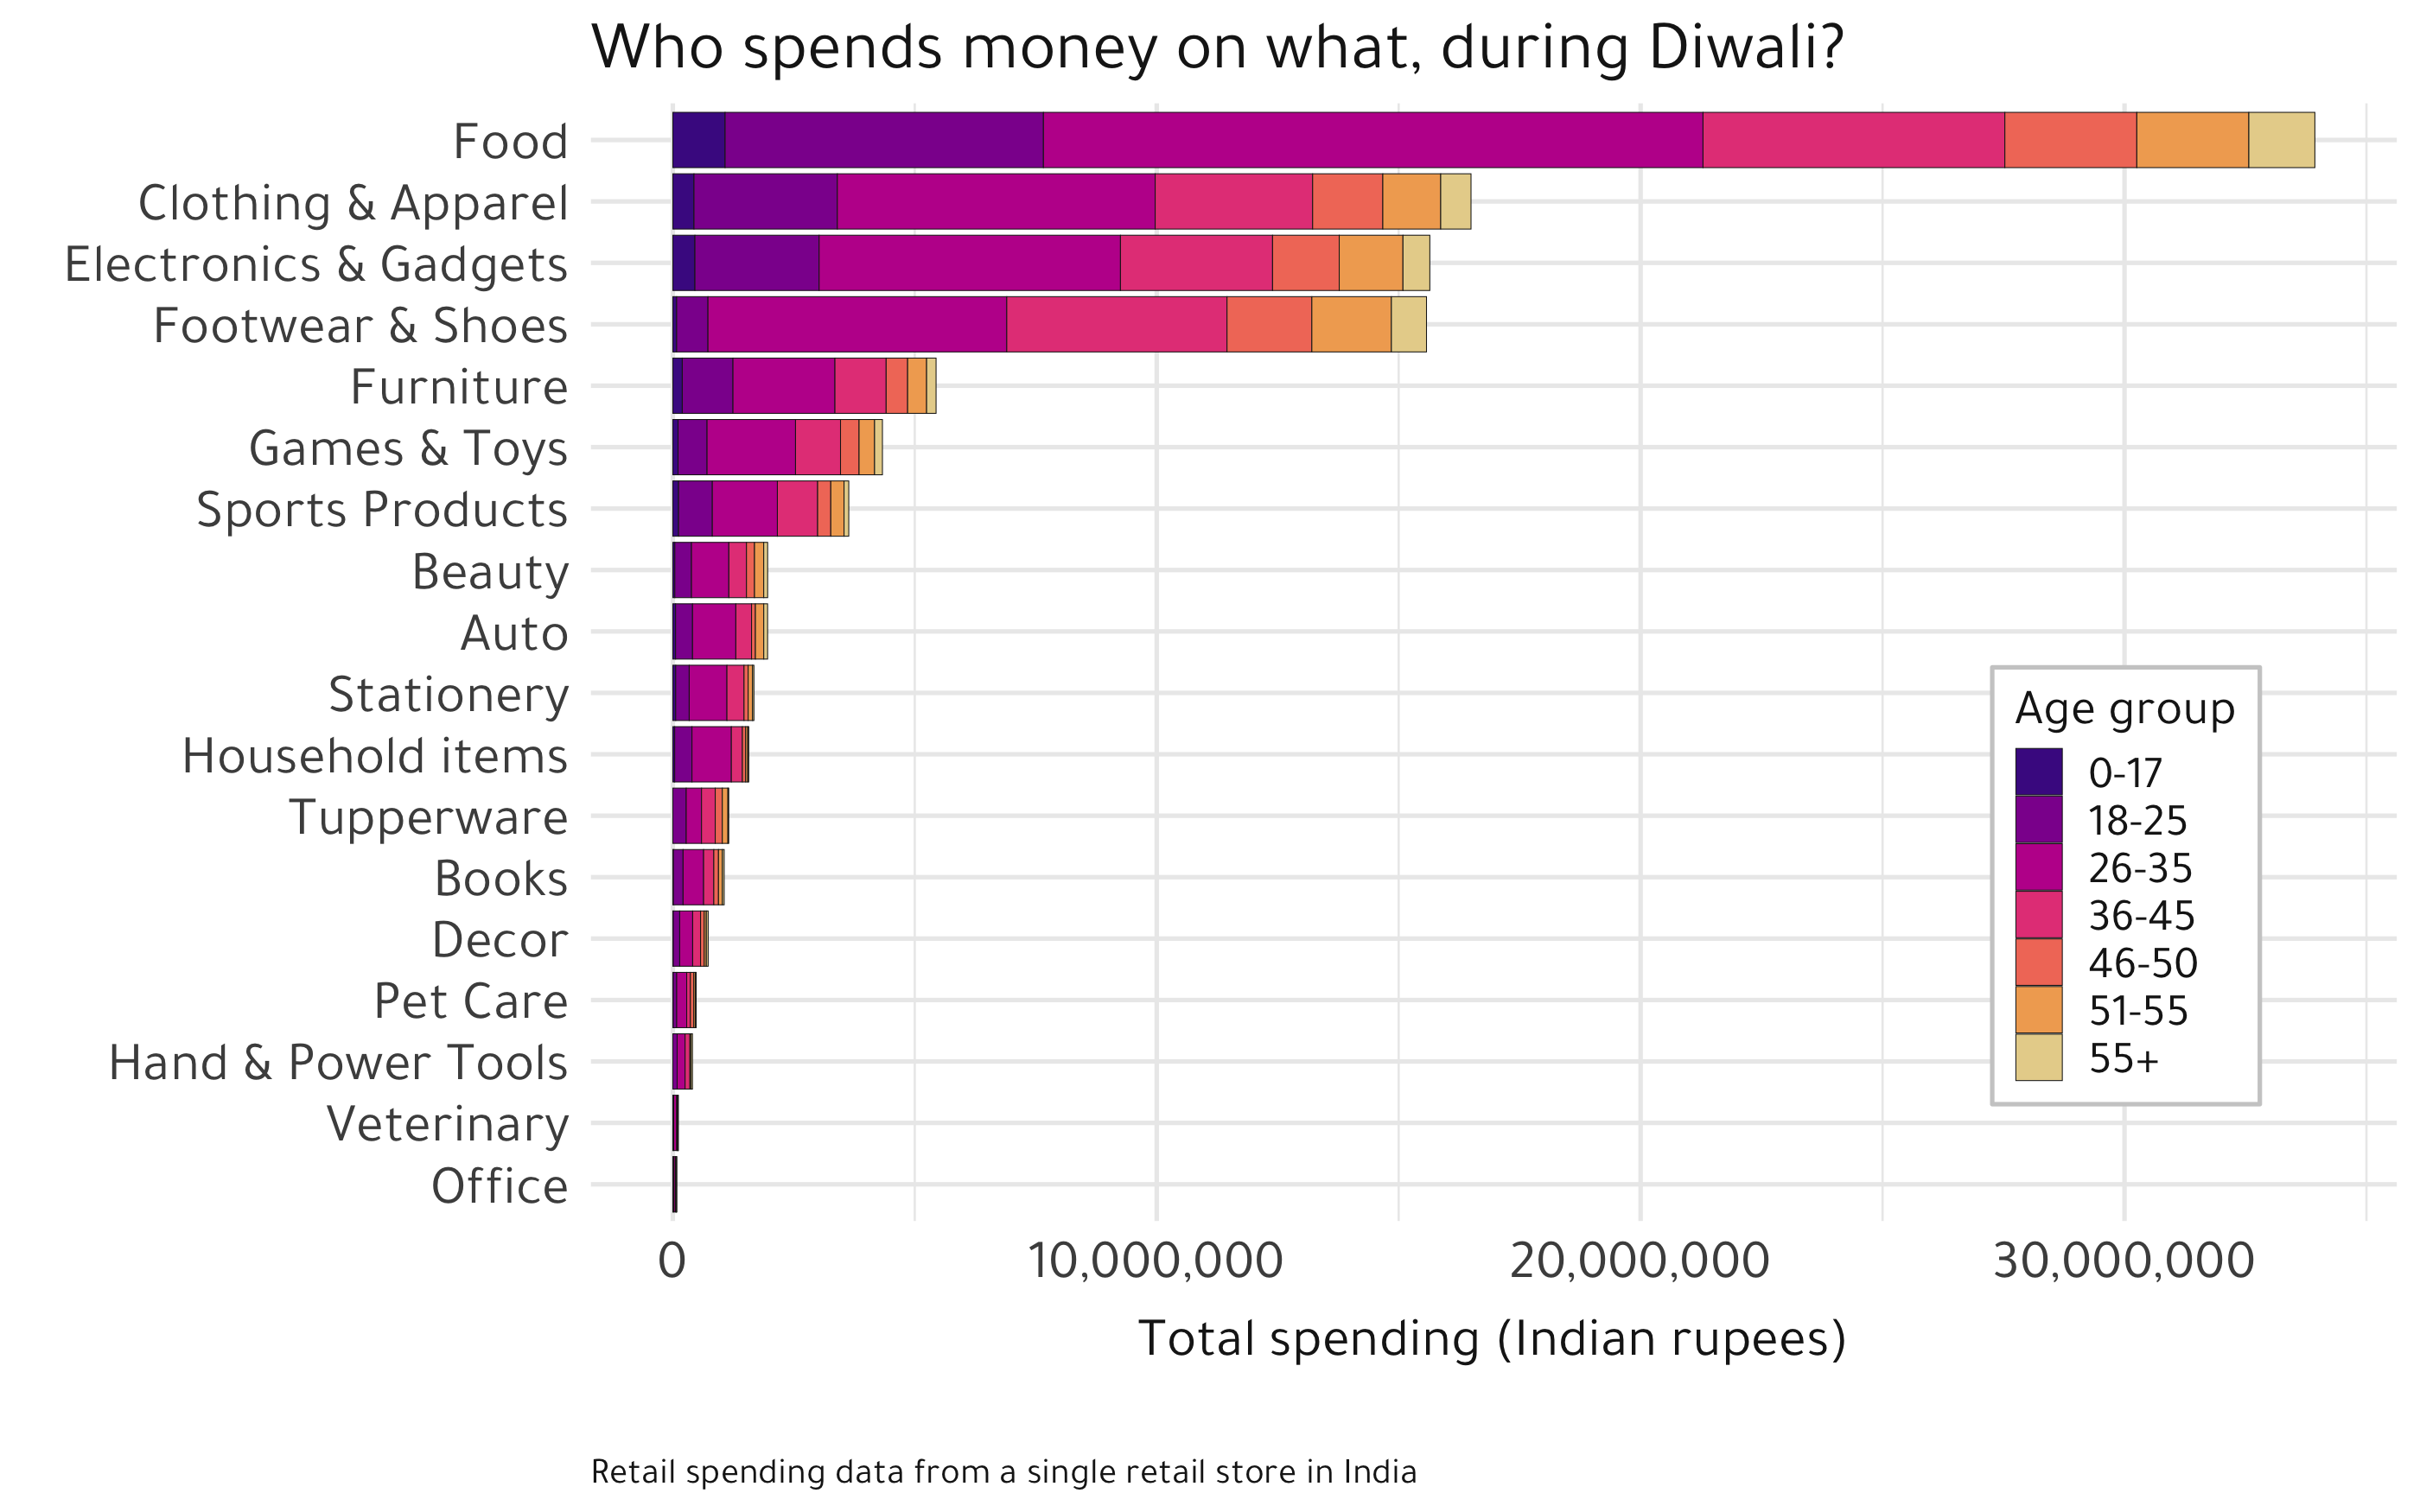 Who spends money on what, during Diwali?
Food
Clothing & Apparel
Electronics & Gadgets
Footwear & Shoes
Furniture
Games & Toys
Sports Products
Beauty
Auto
Stationery
Household items
Tupperware
Books
Decor
Pet Care
Hand & Power Tools
Veterinary
Office
Age group
0-17
18-25
26-35
36-45
46-50
51-55
55+
0 10,000,000 20,000,000 30,000,000
Total spending (Indian rupees)
Retail spending data from a single retail store in India